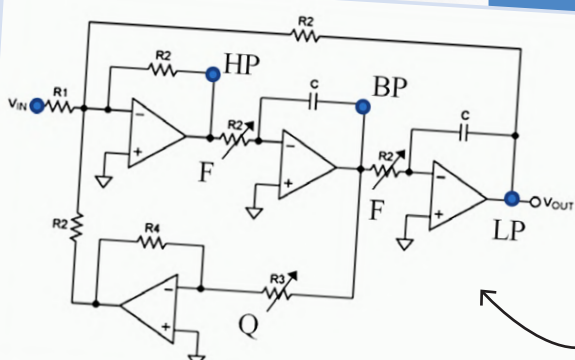 R2
R2
HP
C
BP
VIN
R1
R2
F
C
R2
F
VOUT
LP
R2
R4
R3
Q
−
+
−
+
−
+
−
+